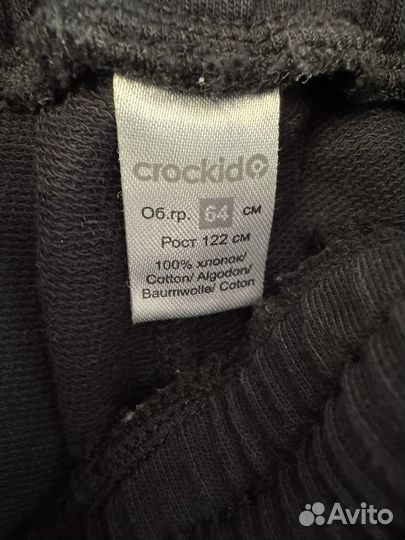 crockid
Об.гр. 64 см
Рост 122 см
100% хлопок/
Cotton/ Algodon/
Baumwolle/ Coton
Avito